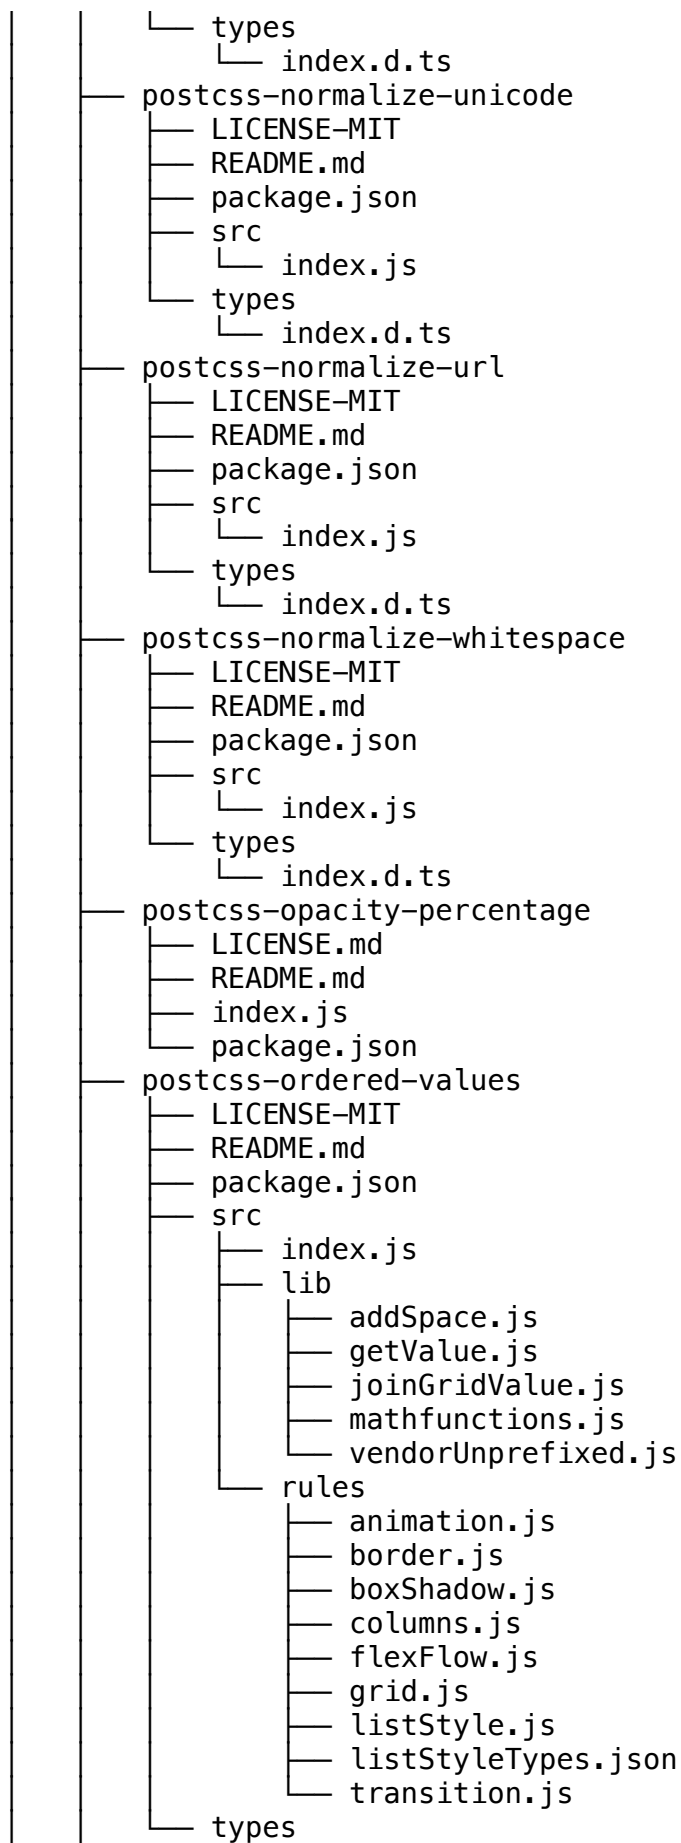 │   │   │   └── types
│   │   │       └── index.d.ts
│   │   ├── postcss-normalize-unicode
│   │   │   ├── LICENSE-MIT
│   │   │   ├── README.md
│   │   │   ├── package.json
│   │   │   ├── src
│   │   │   │   └── index.js
│   │   │   └── types
│   │   │       └── index.d.ts
│   │   ├── postcss-normalize-url
│   │   │   ├── LICENSE-MIT
│   │   │   ├── README.md
│   │   │   ├── package.json
│   │   │   ├── src
│   │   │   │   └── index.js
│   │   │   └── types
│   │   │       └── index.d.ts
│   │   ├── postcss-normalize-whitespace
│   │   │   ├── LICENSE-MIT
│   │   │   ├── README.md
│   │   │   ├── package.json
│   │   │   ├── src
│   │   │   │   └── index.js
│   │   │   └── types
│   │   │       └── index.d.ts
│   │   ├── postcss-opacity-percentage
│   │   │   ├── LICENSE.md
│   │   │   ├── README.md
│   │   │   ├── index.js
│   │   │   └── package.json
│   │   ├── postcss-ordered-values
│   │   │   ├── LICENSE-MIT
│   │   │   ├── README.md
│   │   │   ├── package.json
│   │   │   ├── src
│   │   │   │   ├── index.js
│   │   │   │   ├── lib
│   │   │   │   │   ├── addSpace.js
│   │   │   │   │   ├── getValue.js
│   │   │   │   │   ├── joinGridValue.js
│   │   │   │   │   ├── mathfunctions.js
│   │   │   │   │   └── vendorUnprefixed.js
│   │   │   │   └── rules
│   │   │   │       ├── animation.js
│   │   │   │       ├── border.js
│   │   │   │       ├── boxShadow.js
│   │   │   │       ├── columns.js
│   │   │   │       ├── flexFlow.js
│   │   │   │       ├── grid.js
│   │   │   │       ├── listStyle.js
│   │   │   │       ├── listStyleTypes.json
│   │   │   │       └── transition.js
│   │   │   └── types